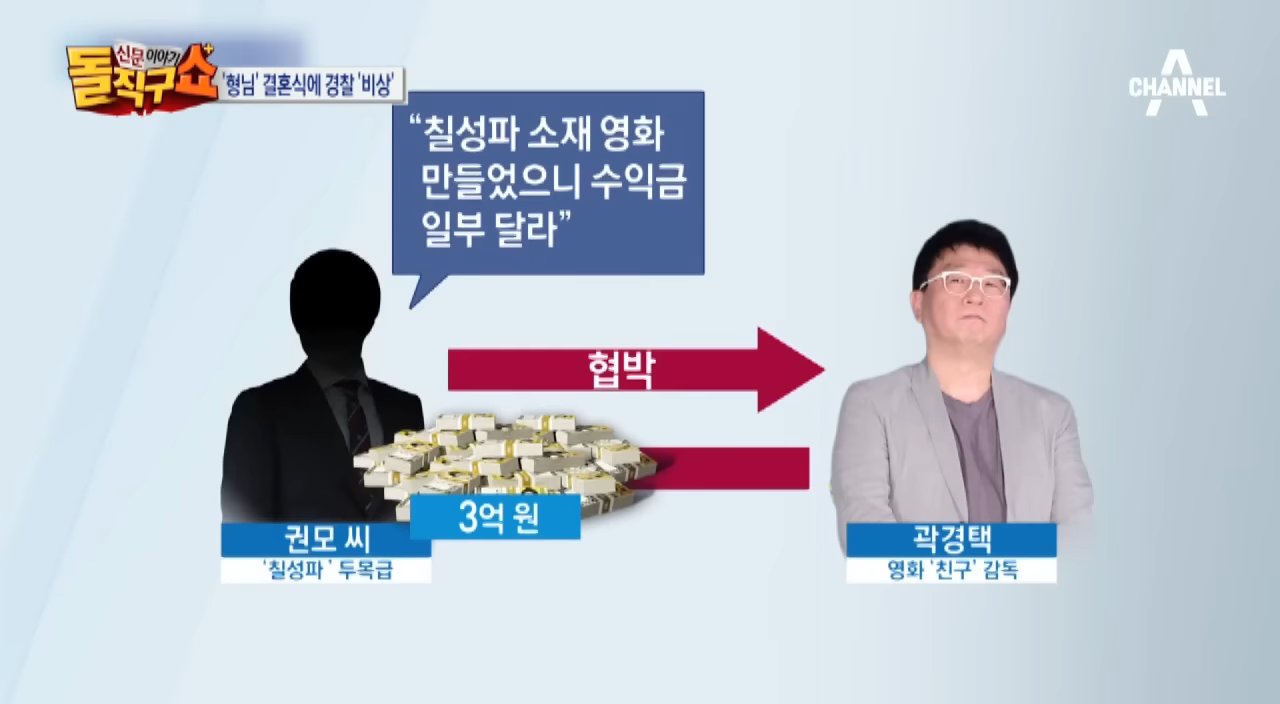 신문이야기
돌직구쇼+
'형님' 결혼식에 경찰 '비상'
CHANNEL A
“칠성파 소재 영화
만들었으니 수익금
일부 달라”
협박
3억 원
권모 씨
'칠성파' 두목급
곽경택
영화 '친구' 감독